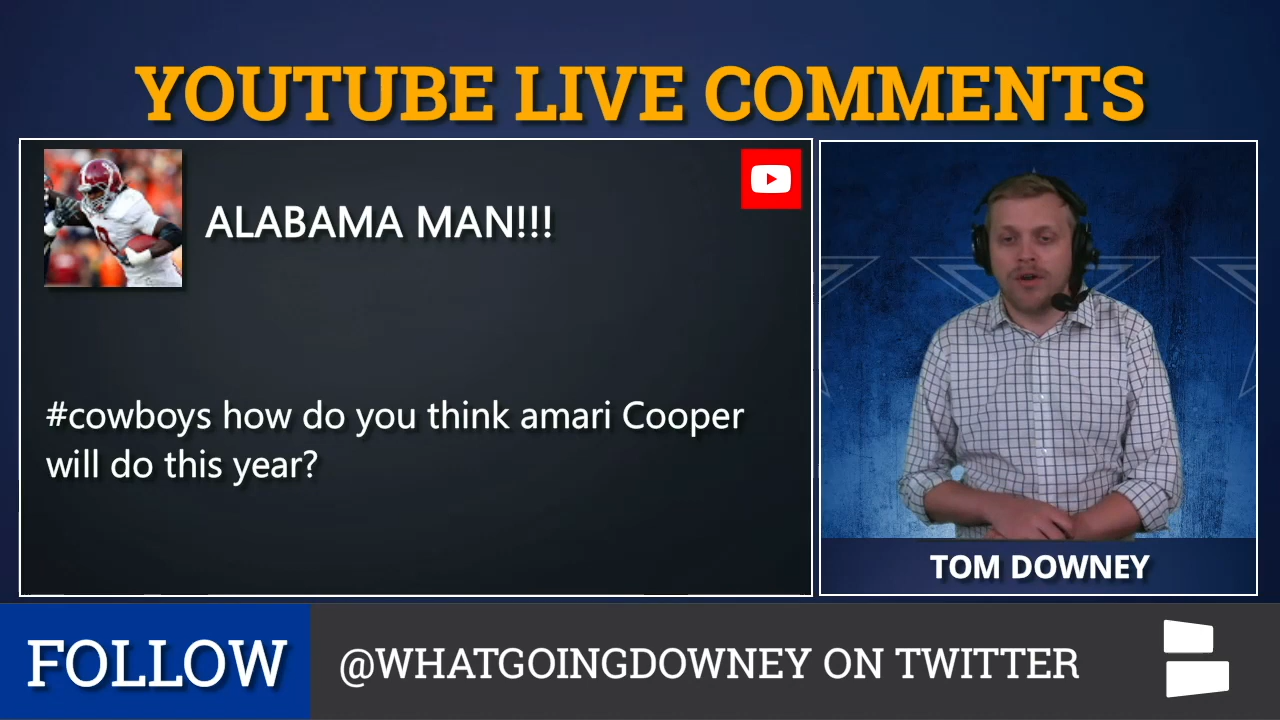 YOUTUBE LIVE COMMENTS
ALABAMA MAN!!!
#cowboys how do you think amari Cooper
will do this year?
TOM DOWNEY
FOLLOW
@WHATGOINGDOWNEY ON TWITTER